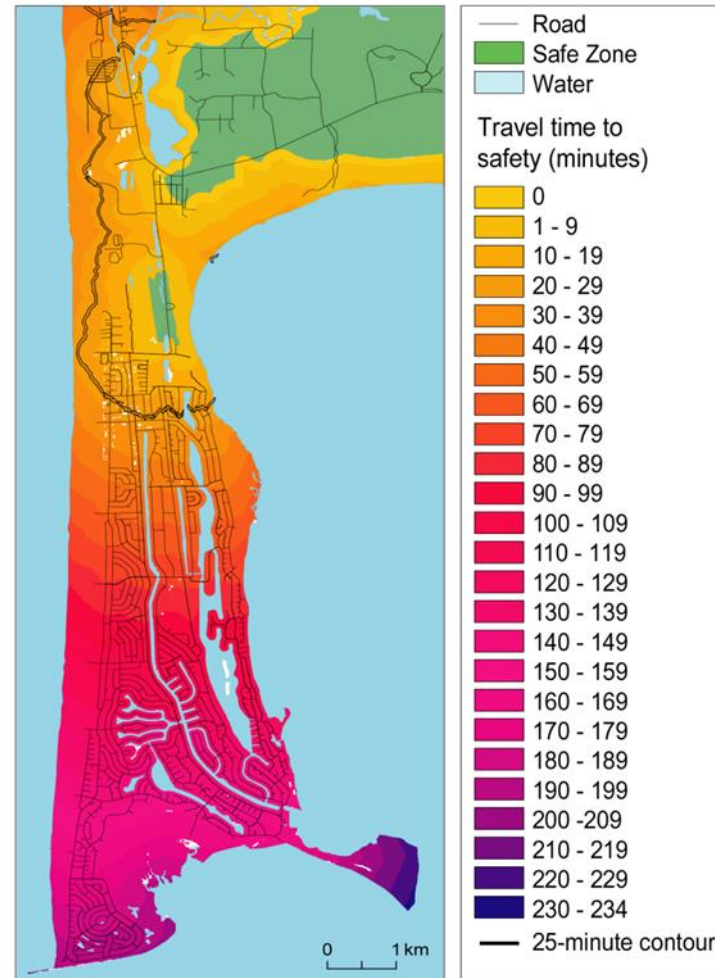 Road
Safe Zone
Water
Travel time to
safety (minutes)
0
1 - 9
10 - 19
20 - 29
30 - 39
40 - 49
50 - 59
60 - 69
70 - 79
80 - 89
90 - 99
100 - 109
110 - 119
120 - 129
130 - 139
140 - 149
150 - 159
160 - 169
170 - 179
180 - 189
190 - 199
200 -209
210 - 219
220 - 229
230 - 234
25-minute contour
0 1 km